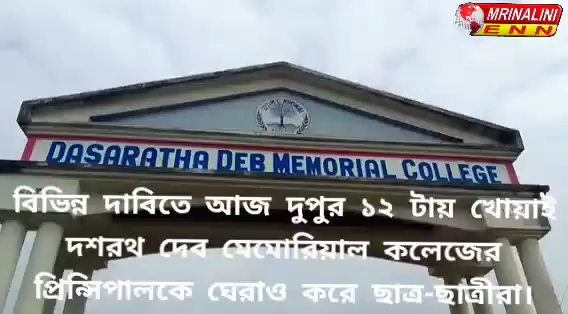 MRINALINI
ENN
DASARATHA DEB MEMORIAL COLLEGE
বিভিন্ন দাবিতে আজ দুপুর ১২ টায় খোয়াই
দশরথ দেব মেমোরিয়াল কলেজের
প্রিন্সিপালকে ঘেরাও করে ছাত্র-ছাত্রীরা।